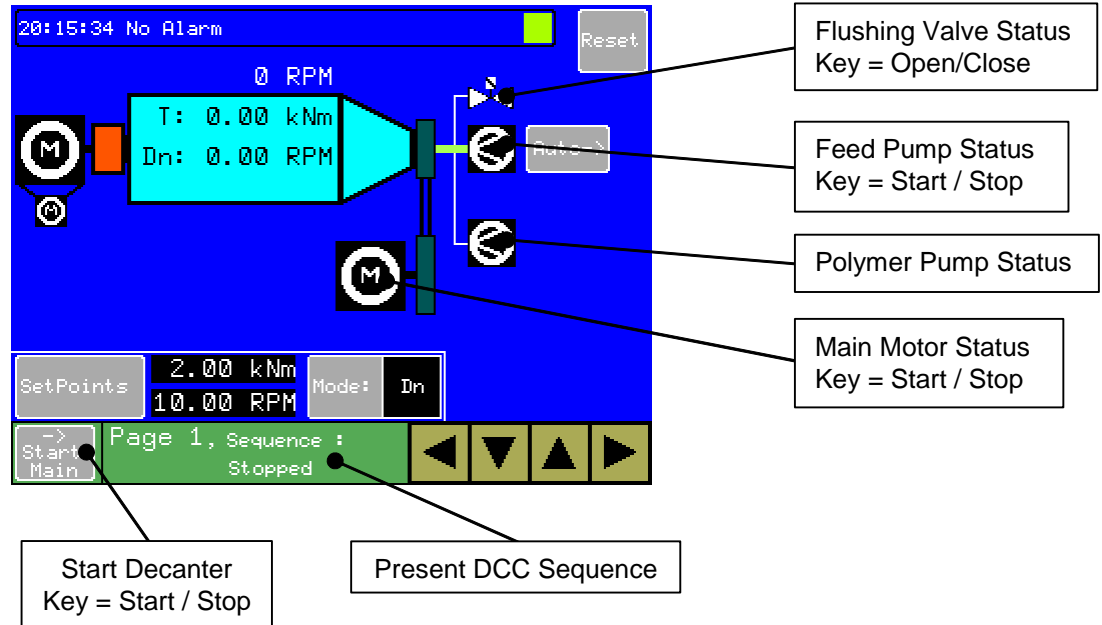 20:15:34 No Alarm
Reset
0 RPM
T: 0.00 kNm
Dn: 0.00 RPM
M
M
Auto->
M
SetPoints
2.00 kNm
10.00 RPM
Mode:
Dn
->
Start
Main
Page 1, Sequence :
Stopped
Flushing Valve Status
Key = Open/Close
Feed Pump Status
Key = Start / Stop
Polymer Pump Status
Main Motor Status
Key = Start / Stop
Start Decanter
Key = Start / Stop
Present DCC Sequence